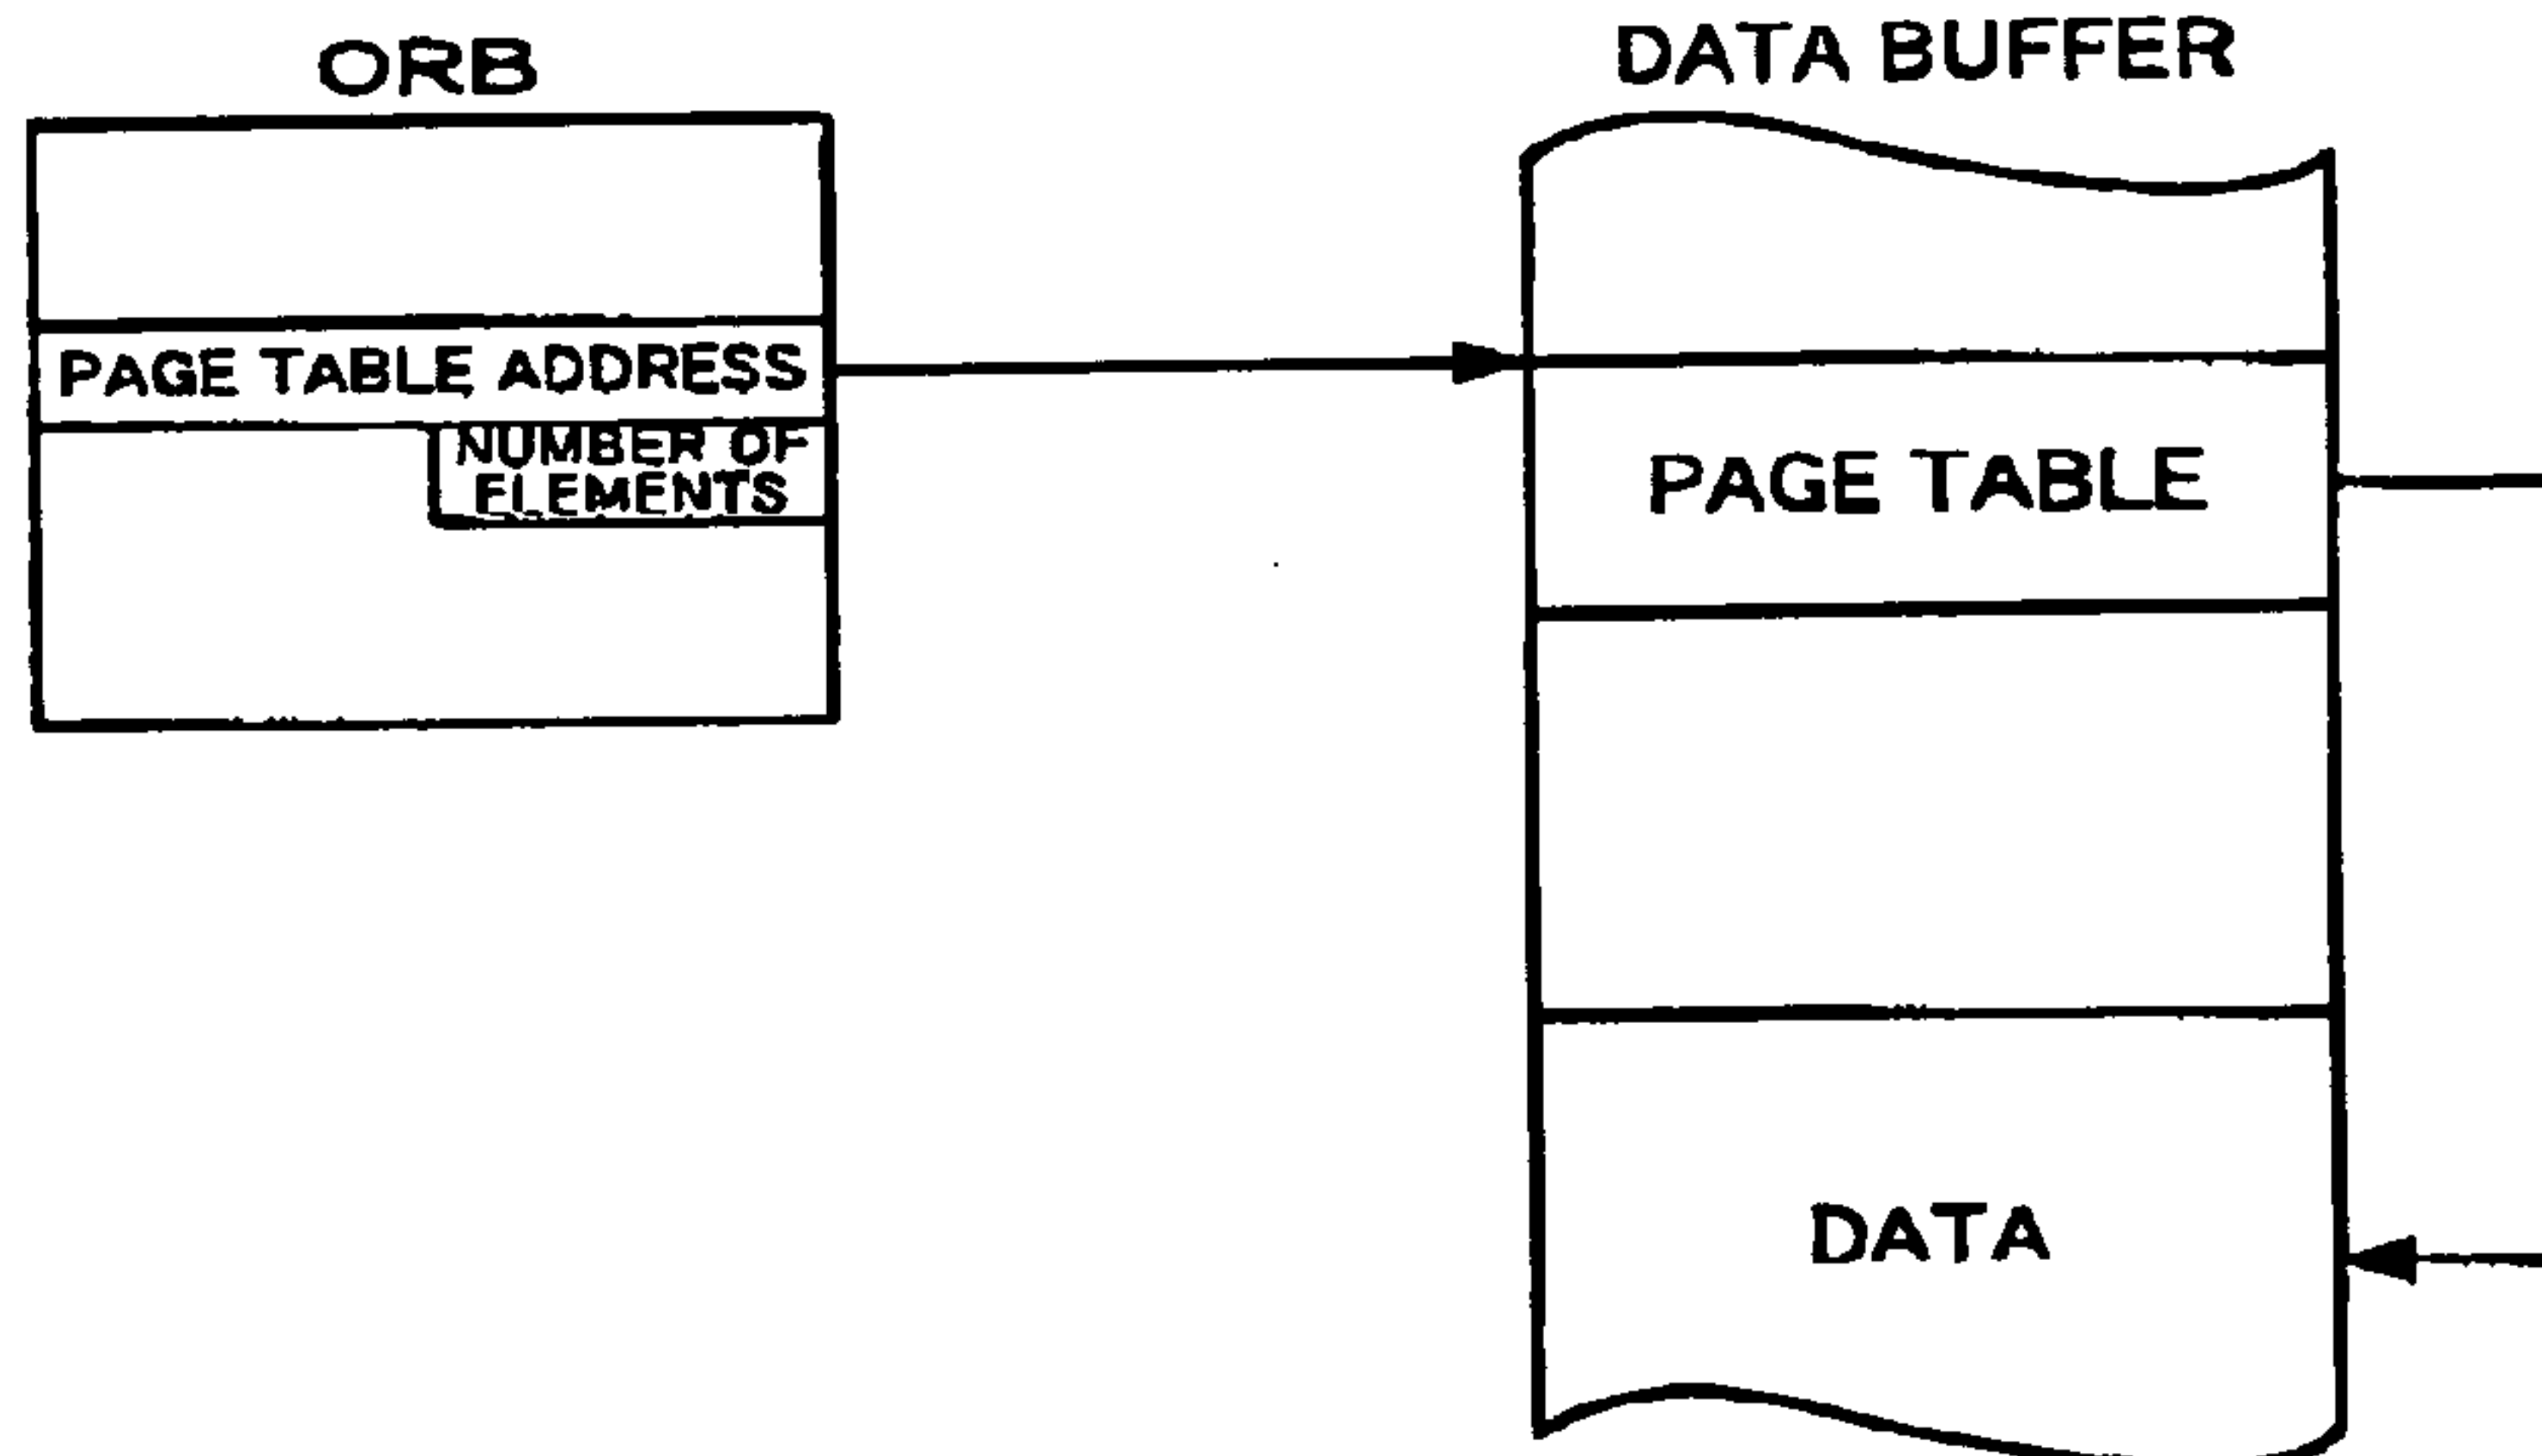 ORB
PAGE TABLE ADDRESS
NUMBER OF
ELEMENTS
DATA BUFFER
PAGE TABLE
DATA